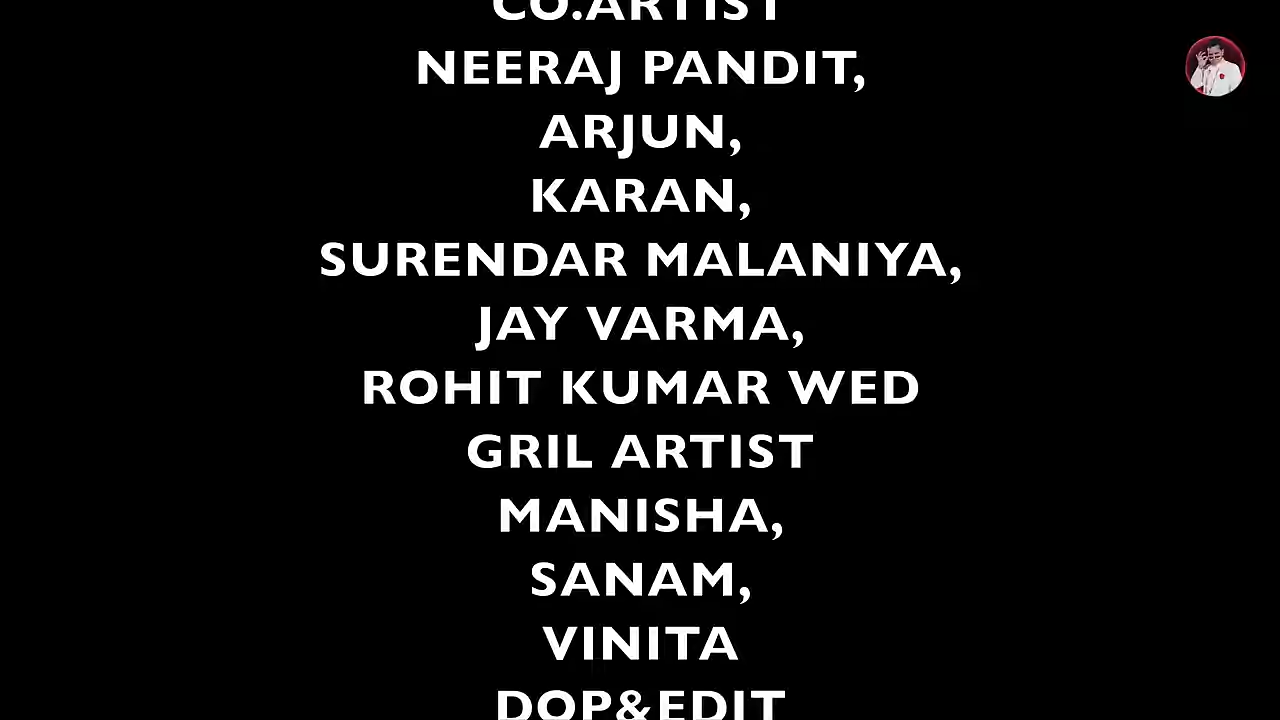 CO.ARTIST
NEERAJ PANDIT,
ARJUN,
KARAN,
SURENDAR MALANIYA,
JAY VARMA,
ROHIT KUMAR WED
GRIL ARTIST
MANISHA,
SANAM,
VINITA
DOP&EDIT